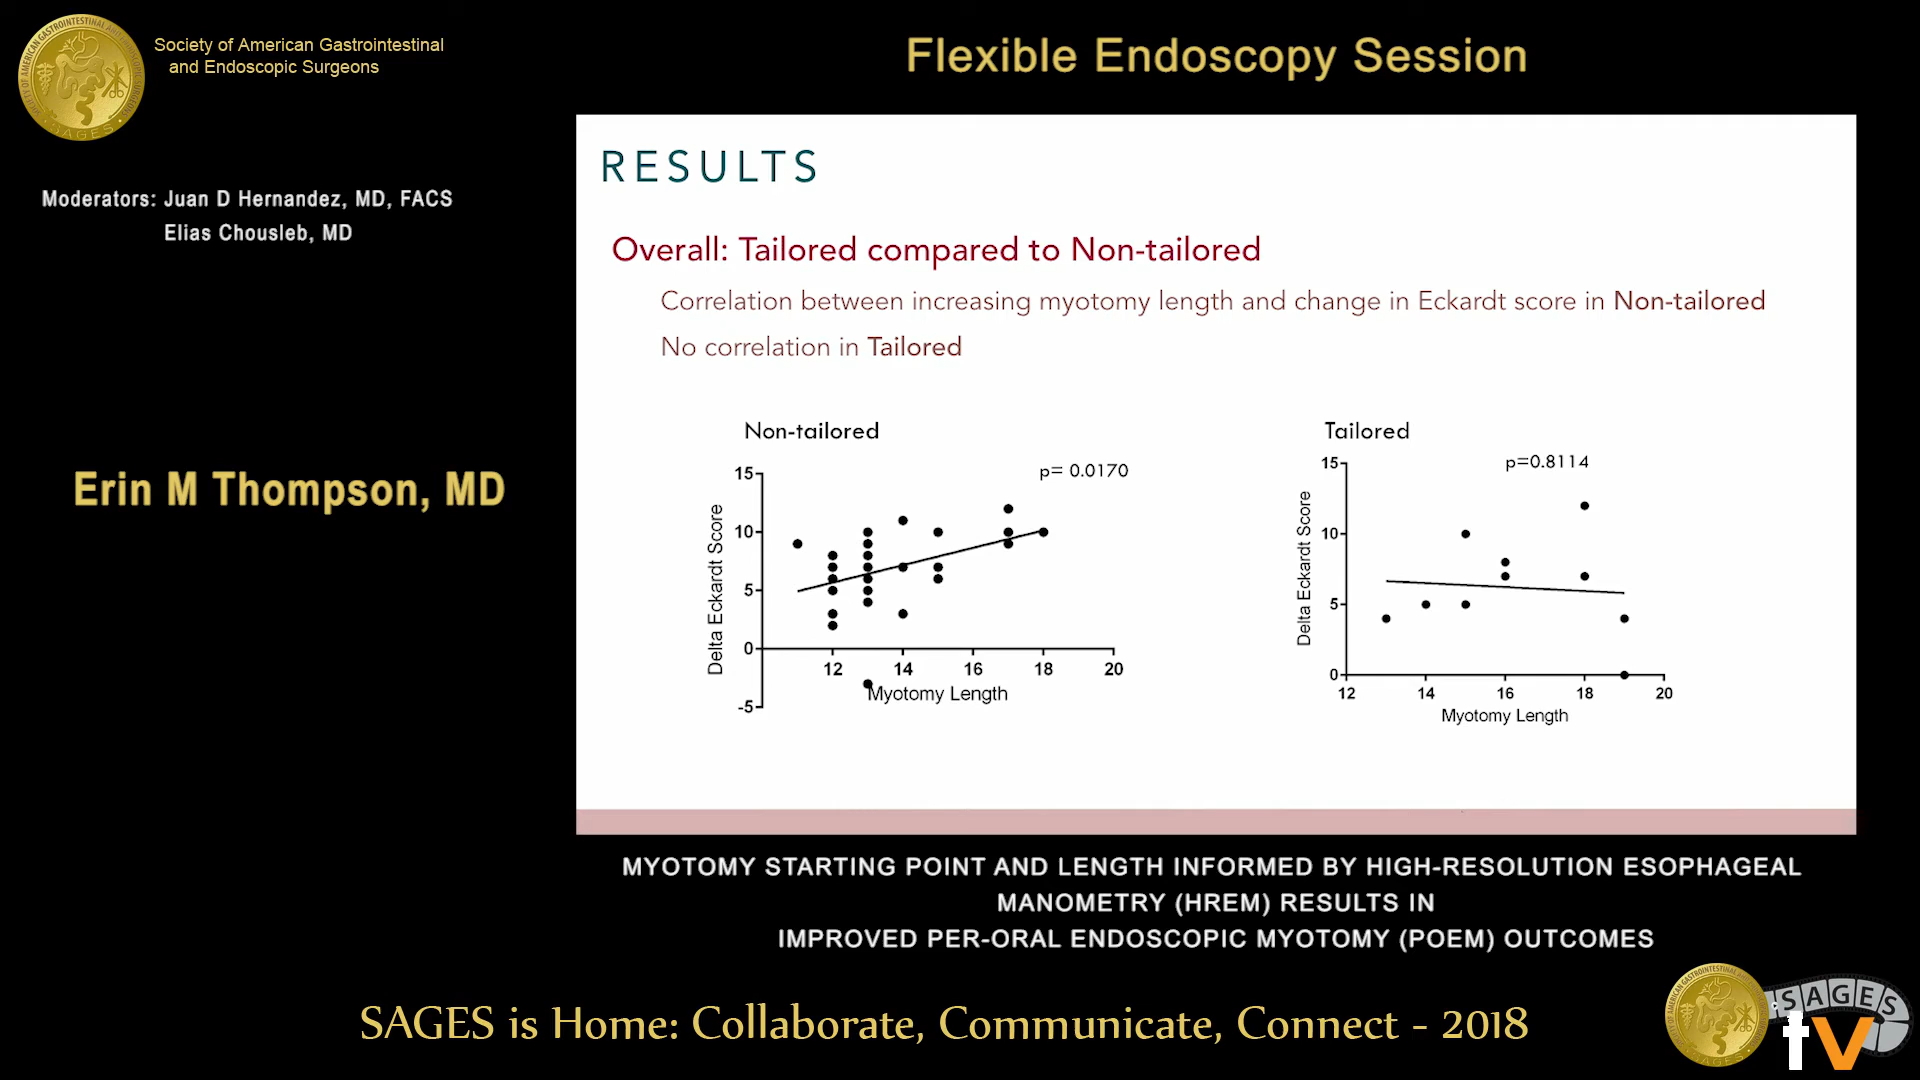 Society of American Gastrointestinal
and Endoscopic Surgeons
Flexible Endoscopy Session
Moderators: Juan D Hernandez, MD, FACS
Elias Chousleb, MD
Erin M Thompson, MD
RESULTS
Overall: Tailored compared to Non-tailored
Correlation between increasing myotomy length and change in Eckardt score in Non-tailored
No correlation in Tailored
Non-tailored
p= 0.0170
Delta Eckardt Score
15
10
5
0
-5
12 14 16 18 20
Myotomy Length
Tailored
p=0.8114
Delta Eckardt Score
15
10
5
0
12 14 16 18 20
Myotomy Length
MYOTOMY STARTING POINT AND LENGTH INFORMED BY HIGH-RESOLUTION ESOPHAGEAL
MANOMETRY (HREM) RESULTS IN
IMPROVED PER-ORAL ENDOSCOPIC MYOTOMY (POEM) OUTCOMES
SAGES is Home: Collaborate, Communicate, Connect - 2018
SAGES
tv